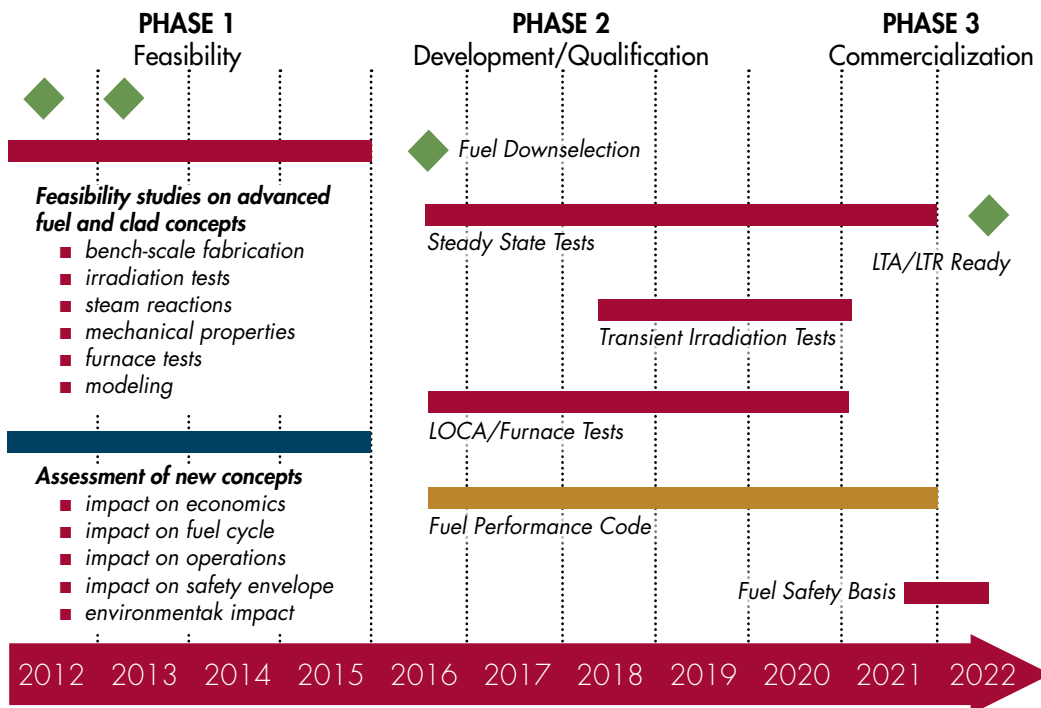 PHASE 1
Feasibility
PHASE 2
Development/Qualification
PHASE 3
Commercialization
Fuel Downselection
Feasibility studies on advanced
fuel and clad concepts
bench-scale fabrication
irradiation tests
steam reactions
mechanical properties
furnace tests
modeling
Steady State Tests
LTA/LTR Ready
Transient Irradiation Tests
LOCA/Furnace Tests
Assessment of new concepts
impact on economics
impact on fuel cycle
impact on operations
impact on safety envelope
environmentak impact
Fuel Performance Code
Fuel Safety Basis
2012 2013 2014 2015 2016 2017 2018 2019 2020 2021 2022